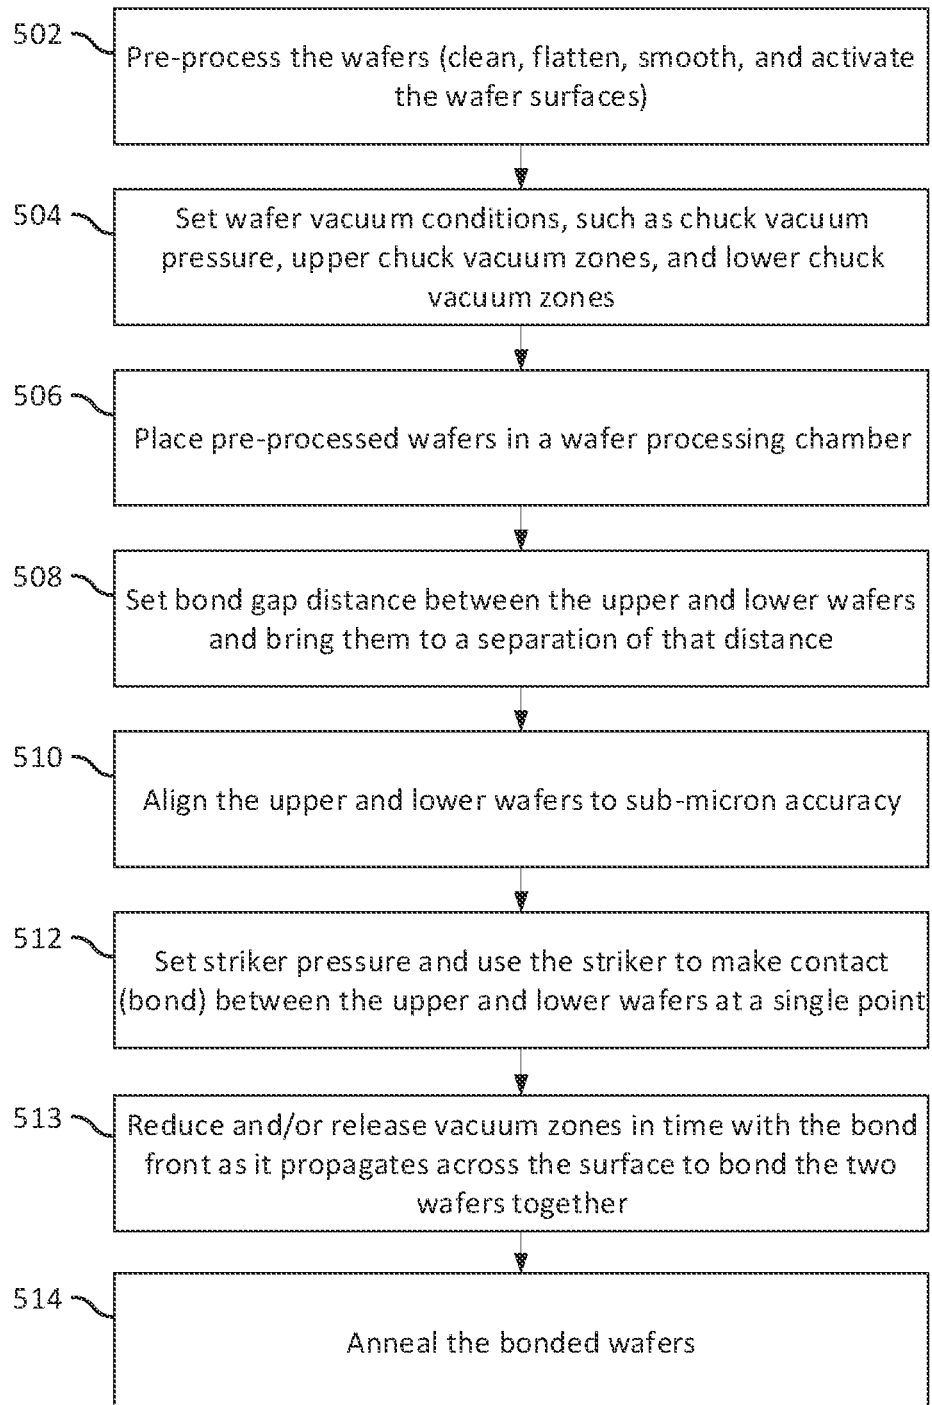 502
Pre-process the wafers (clean, flatten, smooth, and activate
the wafer surfaces)
504
Set wafer vacuum conditions, such as chuck vacuum
pressure, upper chuck vacuum zones, and lower chuck
vacuum zones
506
Place pre-processed wafers in a wafer processing chamber
508
Set bond gap distance between the upper and lower wafers
and bring them to a separation of that distance
510
Align the upper and lower wafers to sub-micron accuracy
512
Set striker pressure and use the striker to make contact
(bond) between the upper and lower wafers at a single point
513
Reduce and/or release vacuum zones in time with the bond
front as it propagates across the surface to bond the two
wafers together
514
Anneal the bonded wafers